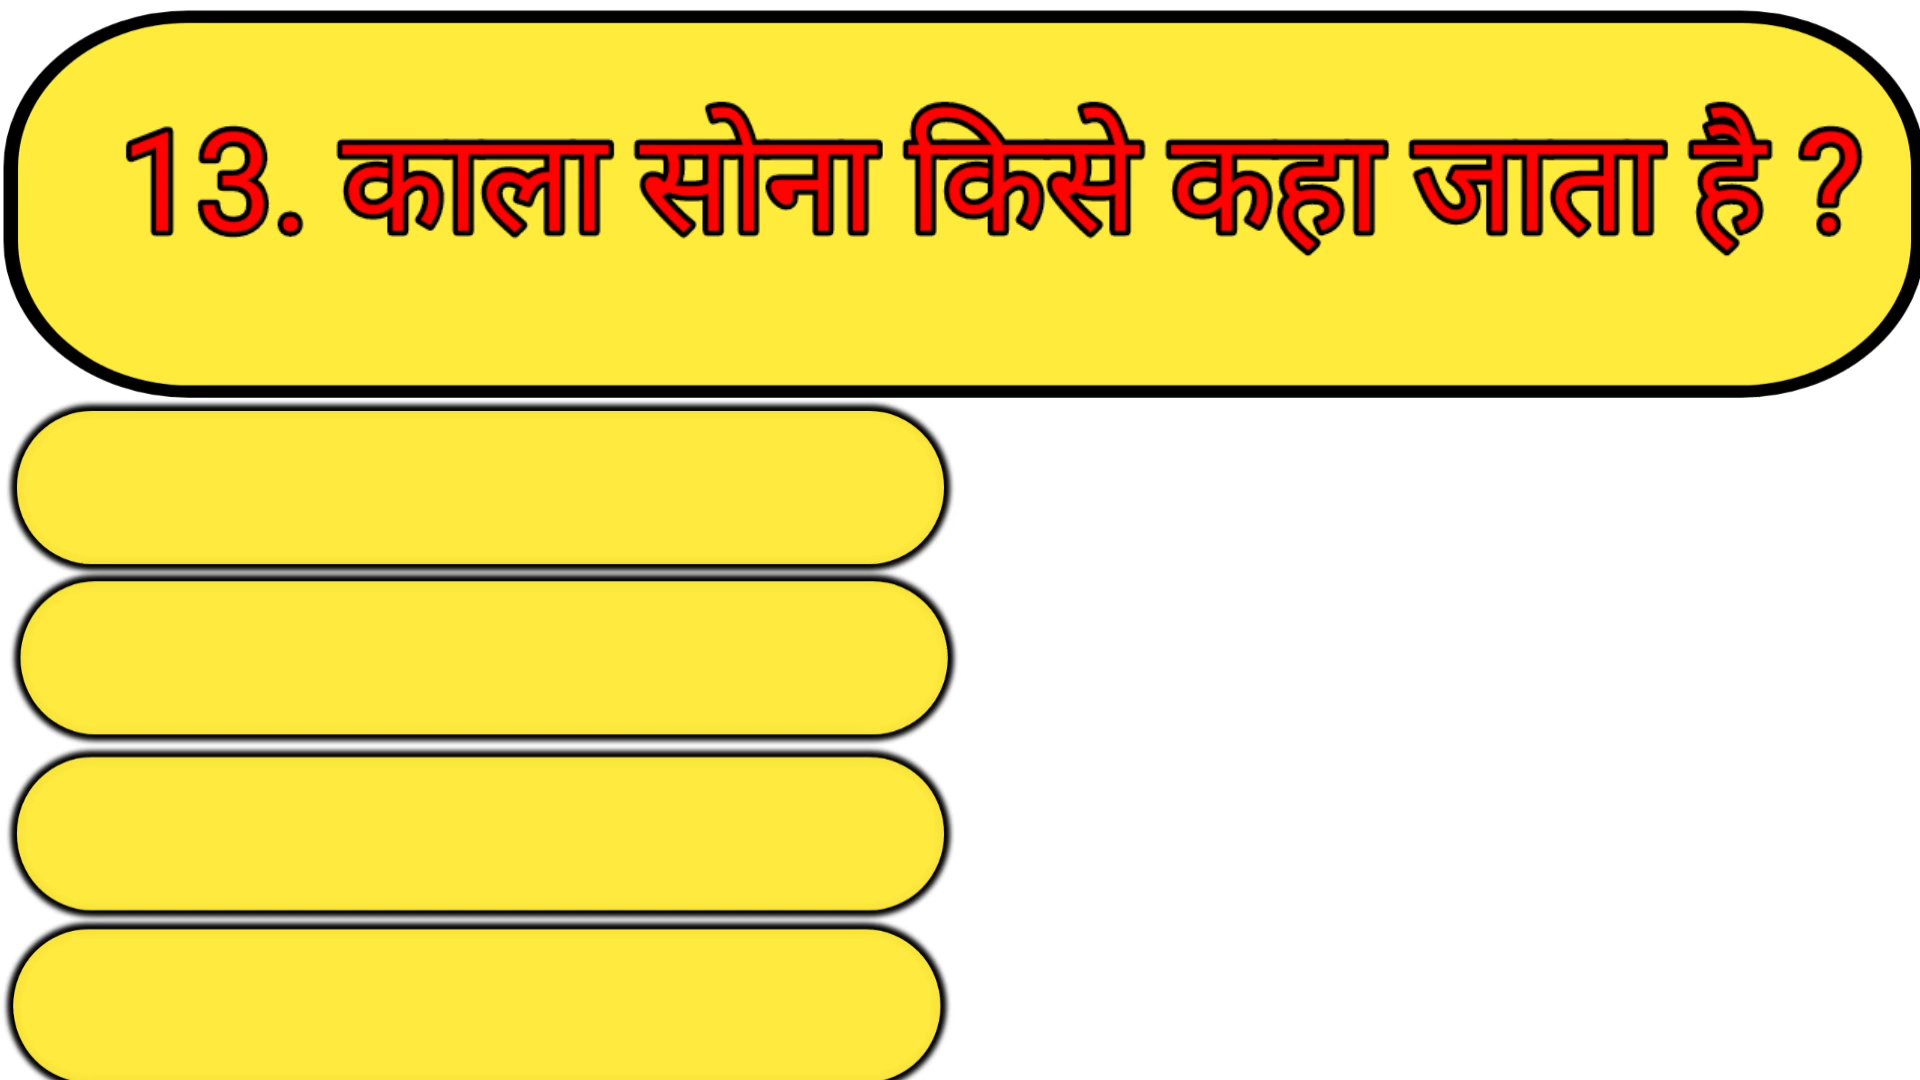 13. काला सोना किसे कहा जाता है ?